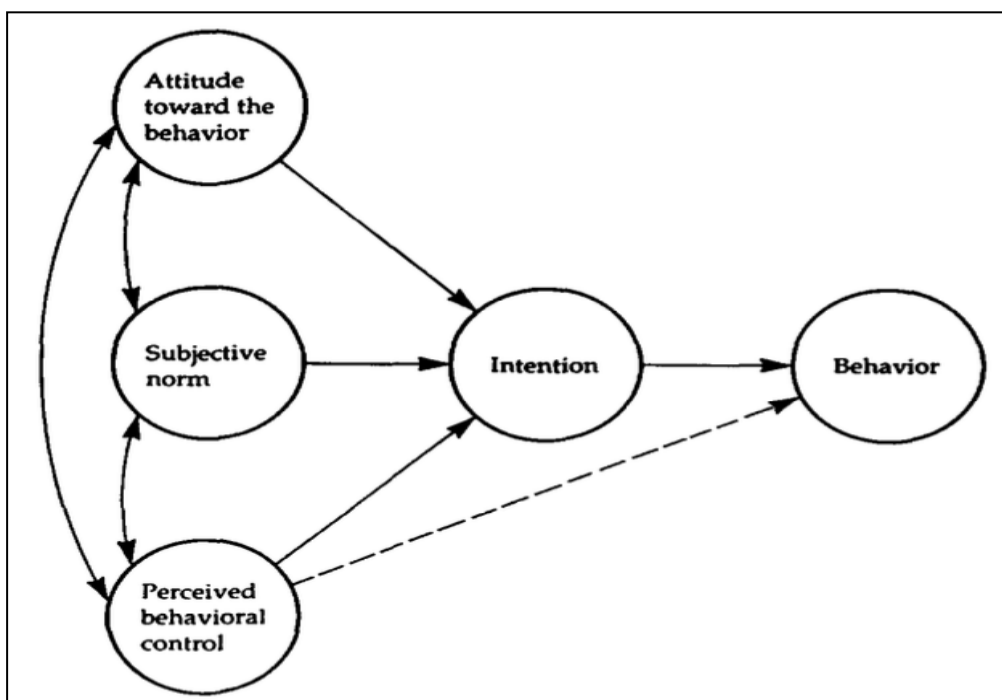 Attitude
toward the
behavior
Subjective
norm
Intention
Behavior
Perceived
behavioral
control